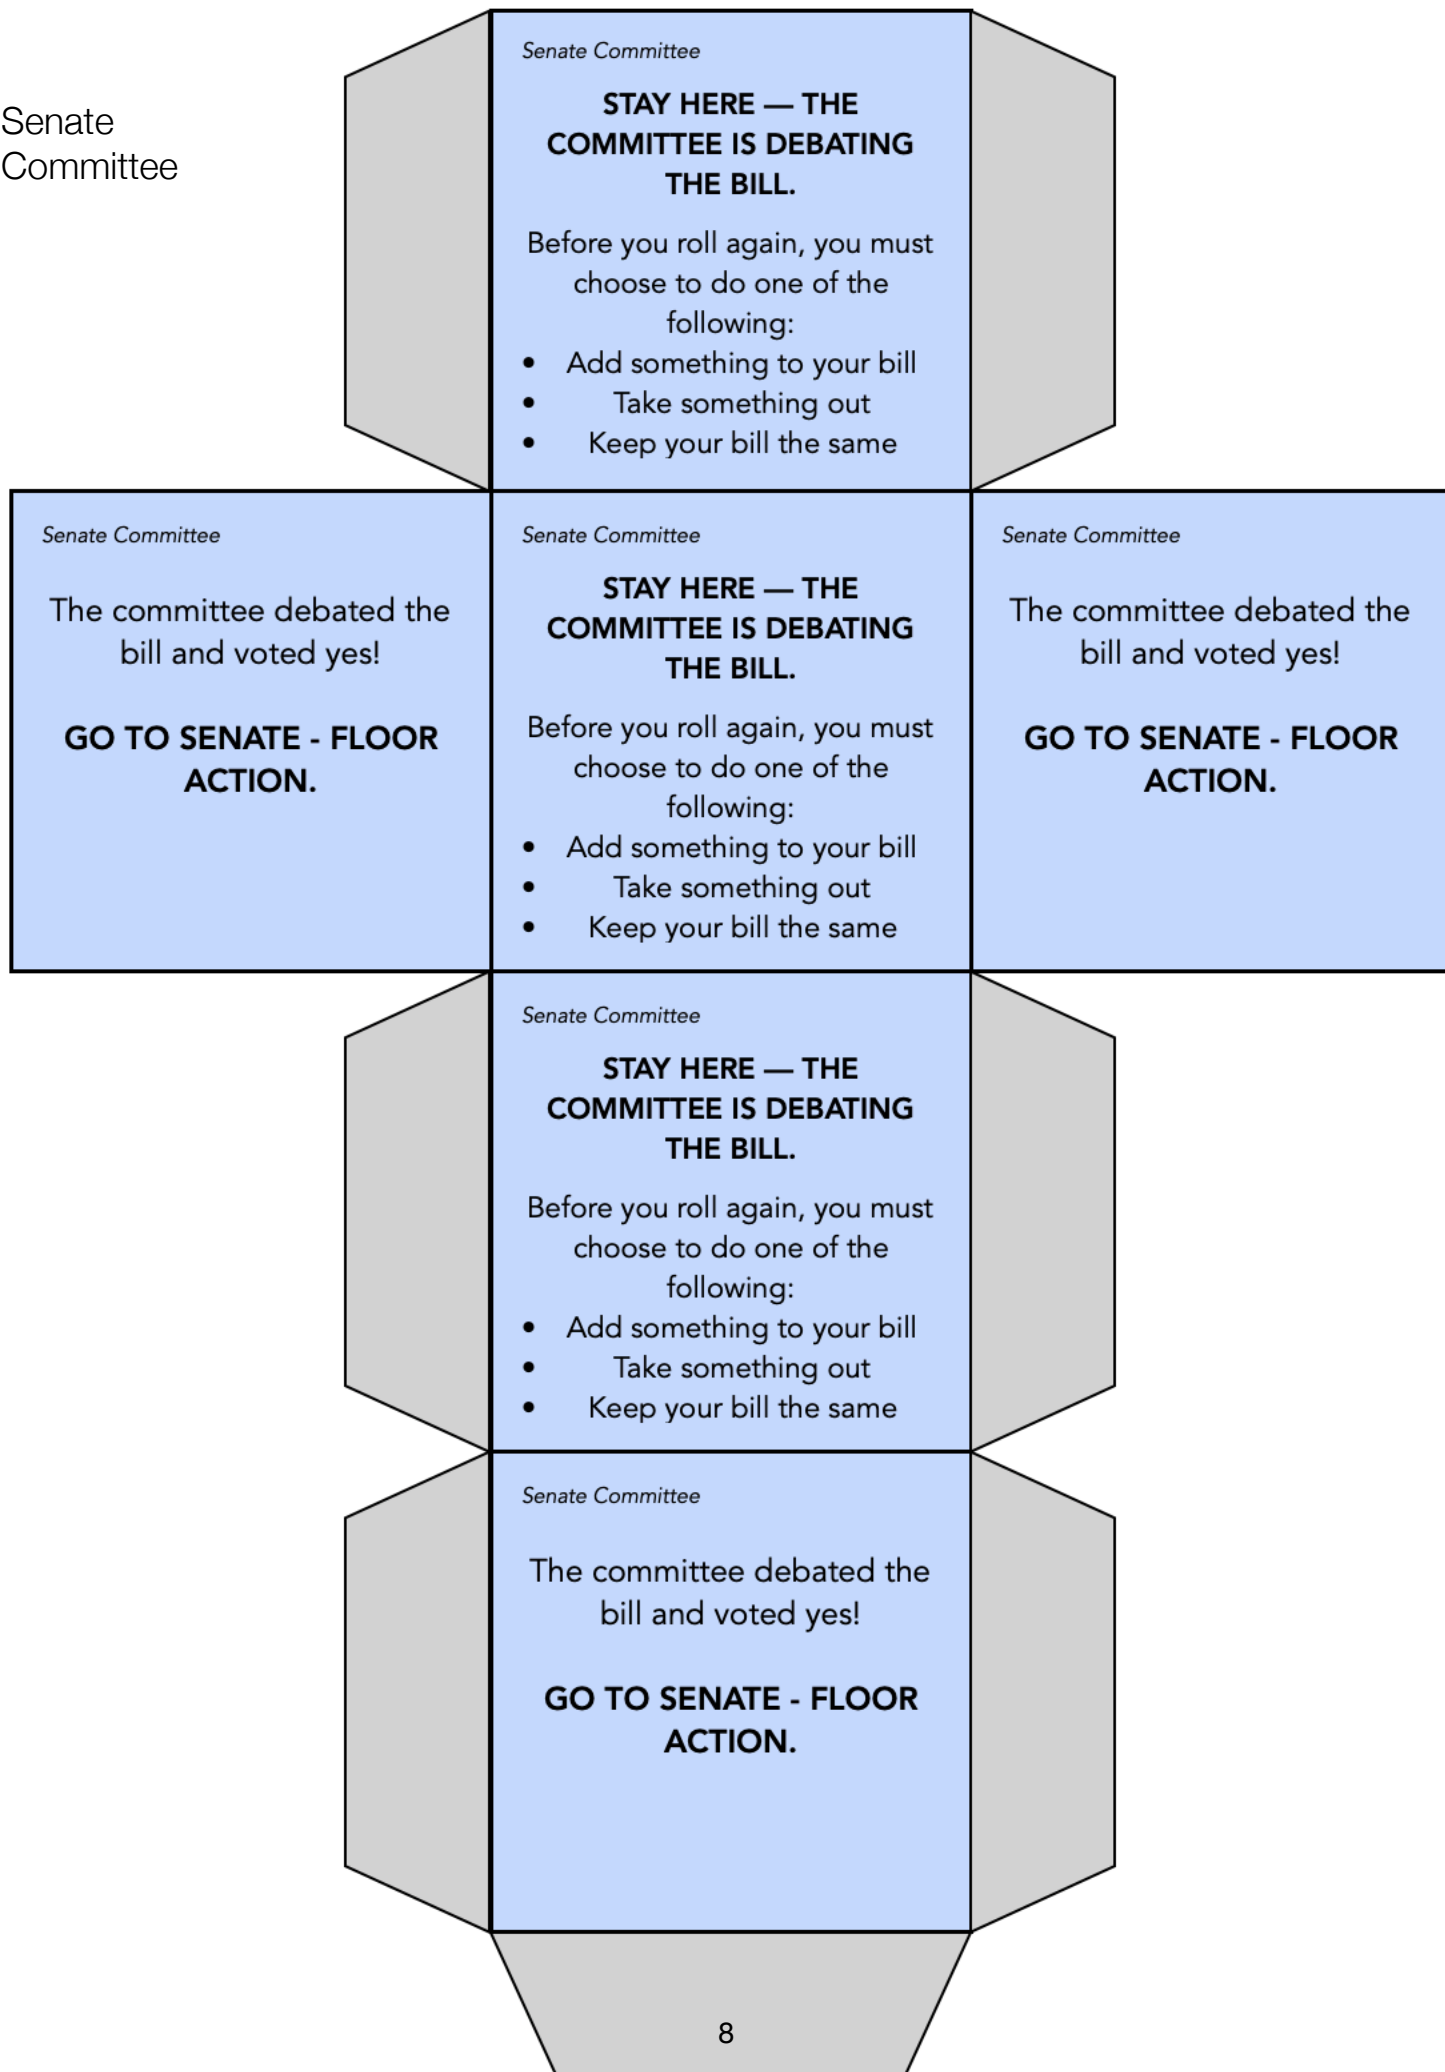 Senate
Committee
Senate Committee
STAY HERE — THE
COMMITTEE IS DEBATING
THE BILL.
Before you roll again, you must
choose to do one of the
following:
• Add something to your bill
• Take something out
• Keep your bill the same
Senate Committee
The committee debated the
bill and voted yes!
GO TO SENATE - FLOOR
ACTION.
Senate Committee
STAY HERE — THE
COMMITTEE IS DEBATING
THE BILL.
Before you roll again, you must
choose to do one of the
following:
• Add something to your bill
• Take something out
• Keep your bill the same
Senate Committee
The committee debated the
bill and voted yes!
GO TO SENATE - FLOOR
ACTION.
Senate Committee
STAY HERE — THE
COMMITTEE IS DEBATING
THE BILL.
Before you roll again, you must
choose to do one of the
following:
• Add something to your bill
• Take something out
• Keep your bill the same
Senate Committee
The committee debated the
bill and voted yes!
GO TO SENATE - FLOOR
ACTION.
8